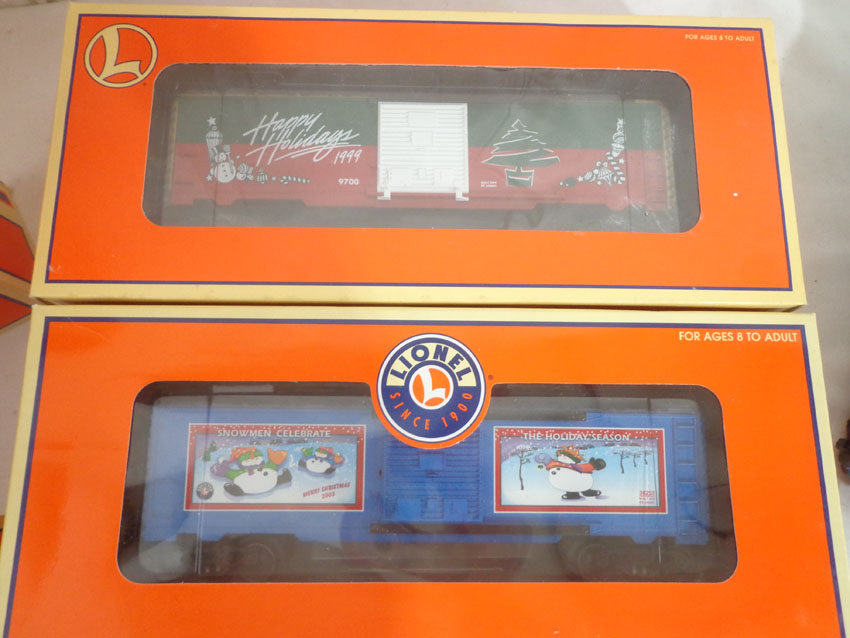 L
FOR AGES 8 TO ADULT
Happy
Holidays
1999
9700
FOR AGES 8 TO ADULT
LIONEL
L
SINCE 1900
SNOWMEN CELEBRATE
THE HOLIDAY SEASON
MERRY CHRISTMAS
2003